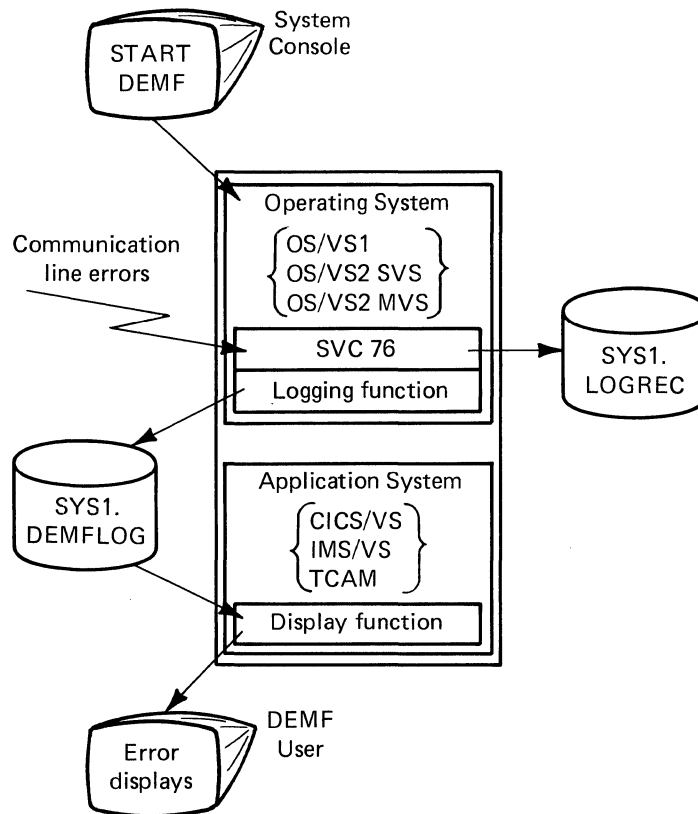 START
DEMF
System
Console
Operating System
OS/VS1
OS/VS2 SVS
OS/VS2 MVS
Communication
line errors
SVC 76
Logging function
SYS1.
LOGREC
SYS1.
DEMFLOG
Application System
CICS/VS
IMS/VS
TCAM
Display function
DEMF
User
Error
displays